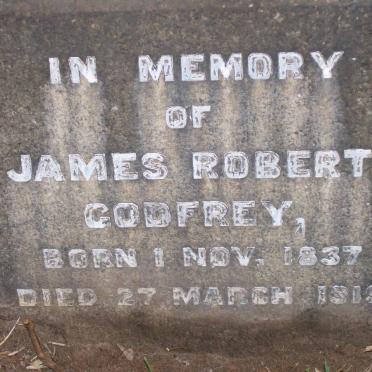 IN MEMORY
OF
JAMES ROBERT
GODFREY,
BORN 1 NOV. 1837
DIED 27 MARCH